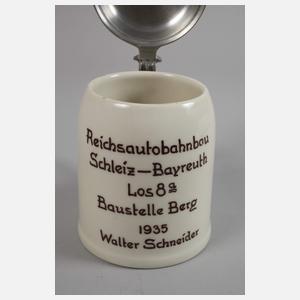 Reichsautobahnbau
Schleiz—Bayreuth
Los 8a
Baustelle Berg
1935
Walter Schneider